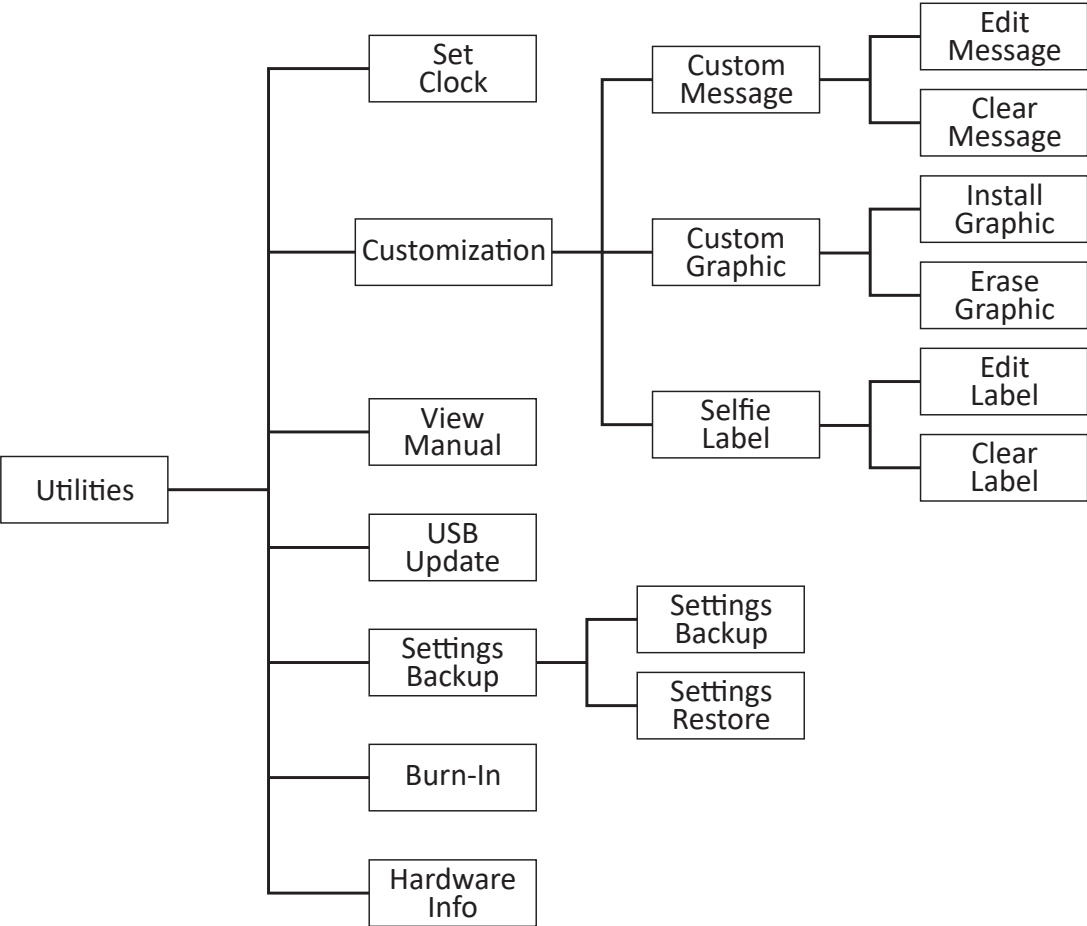 Utilities
Set
Clock
Customization
Custom
Message
Edit
Message
Clear
Message
Custom
Graphic
Install
Graphic
Erase
Graphic
Selfie
Label
Edit
Label
Clear
Label
View
Manual
USB
Update
Settings
Backup
Settings
Backup
Settings
Restore
Burn-In
Hardware
Info